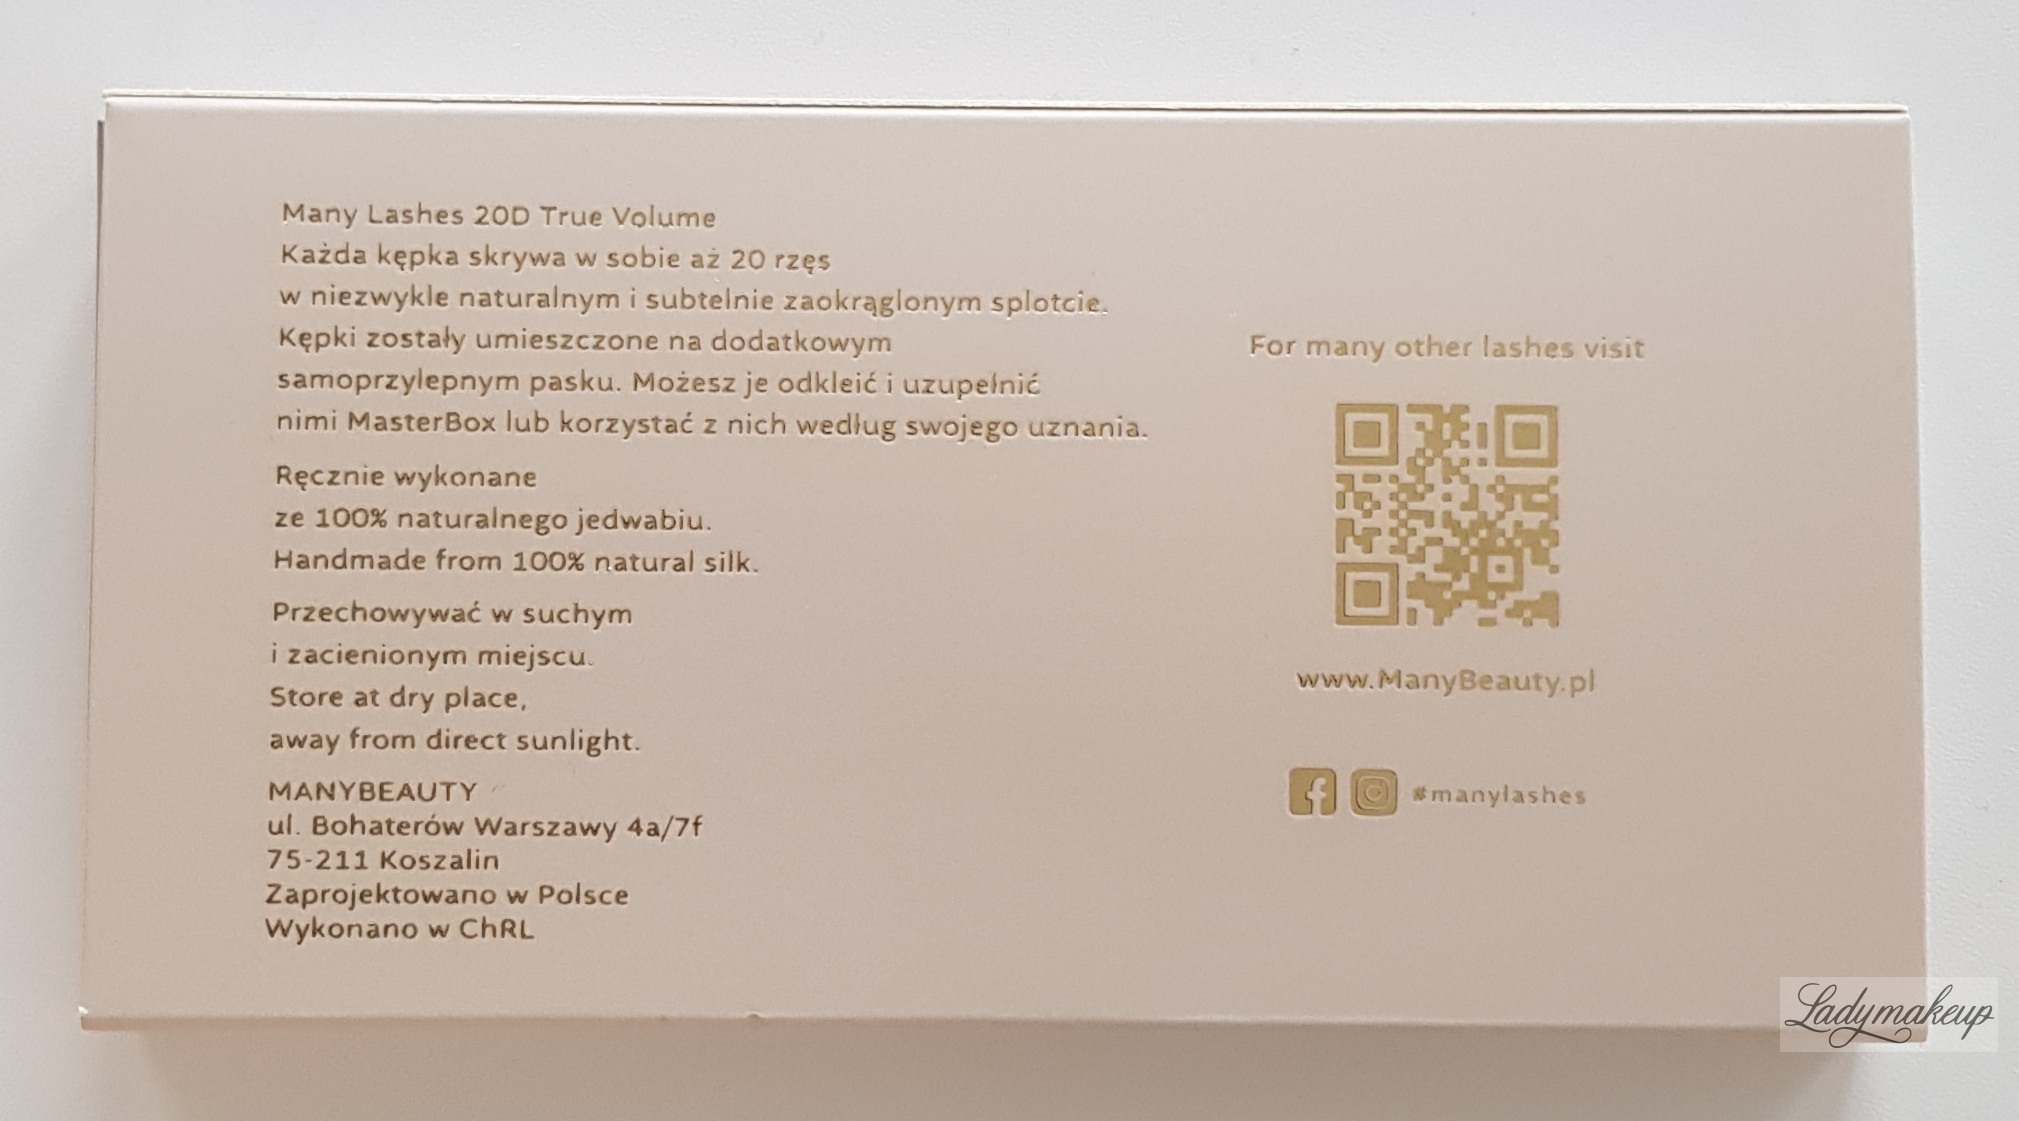 Many Lashes 20D True Volume
Każda kępka skrywa w sobie aż 20 rzęs
w niezwykle naturalnym i subtelnie zaokrąglonym splotcie.
Kępki zostały umieszczone na dodatkowym
samoprzylepnym pasku. Możesz je odkleić i uzupełnić
nimi MasterBox lub korzystać z nich według swojego uznania.
Ręcznie wykonane
ze 100% naturalnego jedwabiu.
Handmade from 100% natural silk.
Przechowywać w suchym
i zacienionym miejscu.
Store at dry place,
away from direct sunlight.
MANYBEAUTY
ul. Bohaterów Warszawy 4a/7f
75-211 Koszalin
Zaprojektowano w Polsce
Wykonano w ChRL
For many other lashes visit
www.ManyBeauty.pl
#manylashes
Ladymakeup